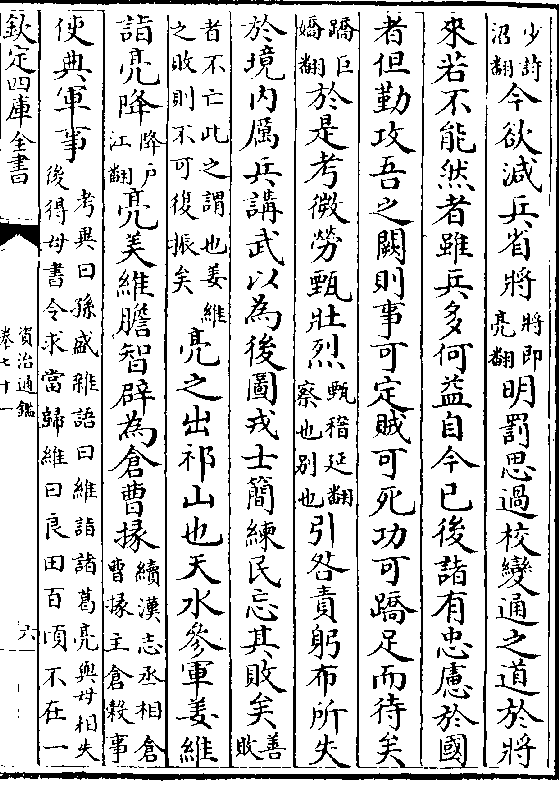 少詩沼翻今欲減兵省將將即亮翻明罰思過校變通之道於將
來若不能然者雖兵多何益自今已後諸有忠慮於國
者但勤攻吾之闕則事可定賊可死功可蹻足而待矣
蹻巨嬌翻於是考微勞甄壯烈甄稽延翻察也别也引咎責躬布所失
於境内厲兵講武以為後圖戎士簡練民忘其敗矣善敗
者不亡此之謂也姜維之敗則不可復振矣亮之出祁山也天水參軍姜維
詣亮降降户江翻亮美維膽智辟為倉曹掾續漢志丞相倉曹掾主倉穀事
使典軍事考異曰孫盛雜語曰維詣諸葛亮與母相失後得母書令求當歸維曰良田百頃不在一
欽定四庫全書
資治通鑑
卷七十一
六